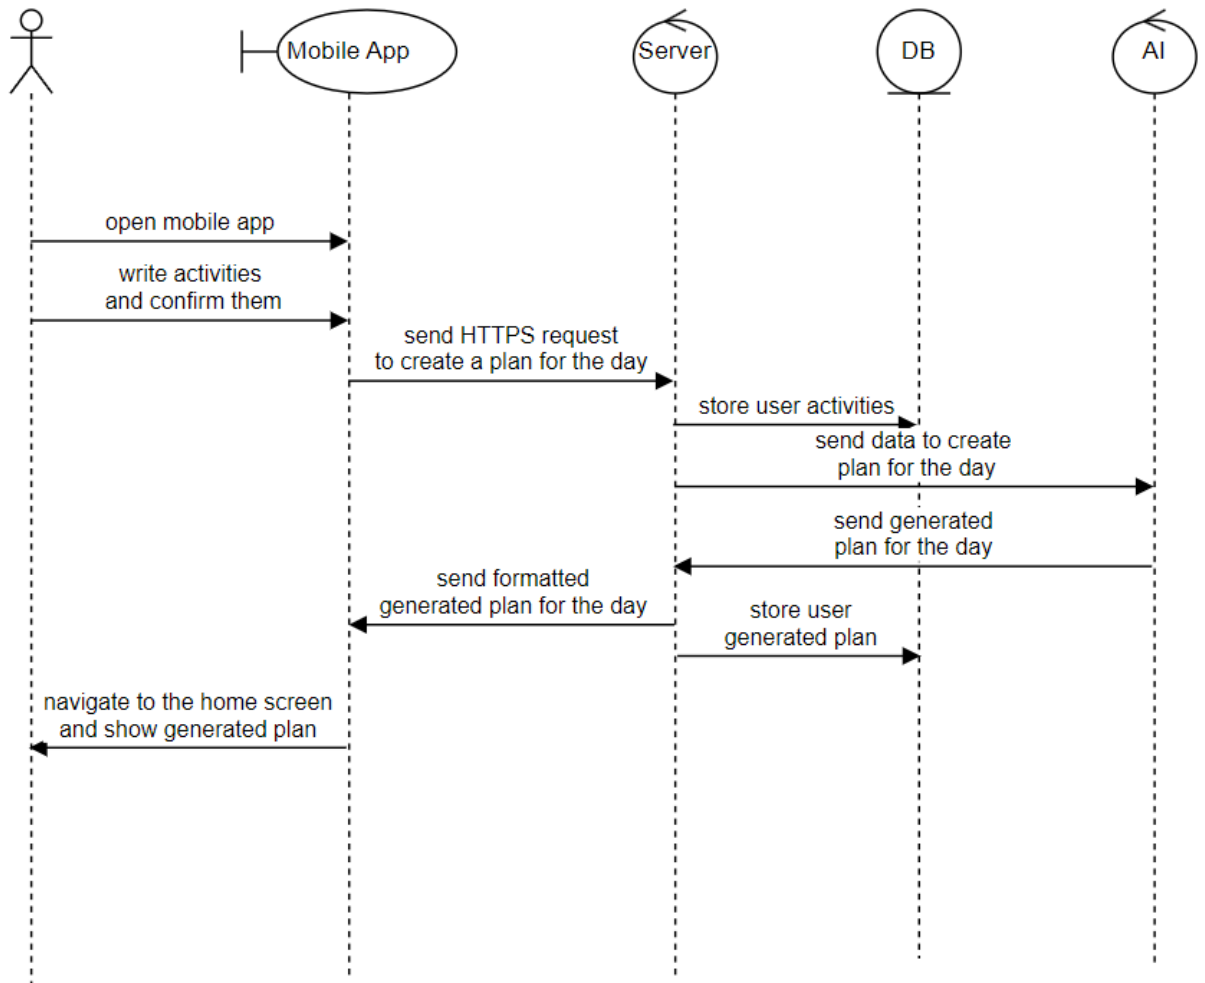 Mobile App
Server
DB
AI
open mobile app
write activities
and confirm them
send HTTPS request
to create a plan for the day
store user activities
send data to create
plan for the day
send generated
plan for the day
send formatted
generated plan for the day
store user
generated plan
navigate to the home screen
and show generated plan